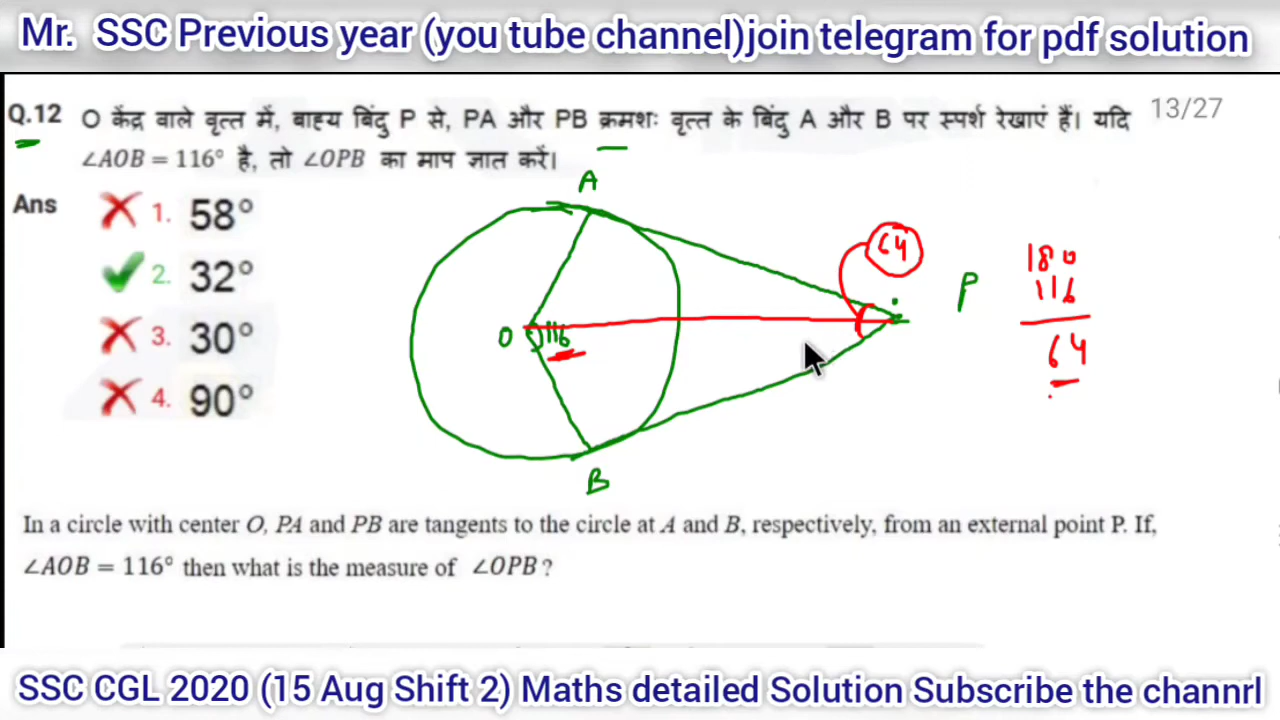 Mr. SSC Previous year (you tube channel)join telegram for pdf solution
Q.12 O केंद्र वाले वृत्त में, बाह्य बिंदु P से, PA और PB क्रमशः वृत्त के बिंदु A और B पर स्पर्श रेखाएं हैं। यदि
13/27
∠AOB = 116° है, तो ∠OPB का माप ज्ञात करें।
Ans
1. 58°
2. 32°
3. 30°
4. 90°
A
64
P
O 116
B
180
116
64
In a circle with center O, PA and PB are tangents to the circle at A and B, respectively, from an external point P. If,
∠AOB = 116° then what is the measure of ∠OPB?
SSC CGL 2020 (15 Aug Shift 2) Maths detailed Solution Subscribe the channrl